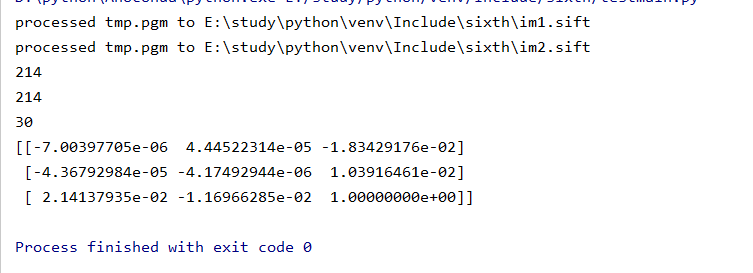 processed tmp.pgm to E:\study\python\venv\Include\sixth\im1.sift
processed tmp.pgm to E:\study\python\venv\Include\sixth\im2.sift
214
214
30
[[-7.00397705e-06  4.44522314e-05 -1.83429176e-02]
 [-4.36792984e-05 -4.17492944e-06  1.03916461e-02]
 [ 2.14137935e-02 -1.16966285e-02  1.00000000e+00]]
Process finished with exit code 0